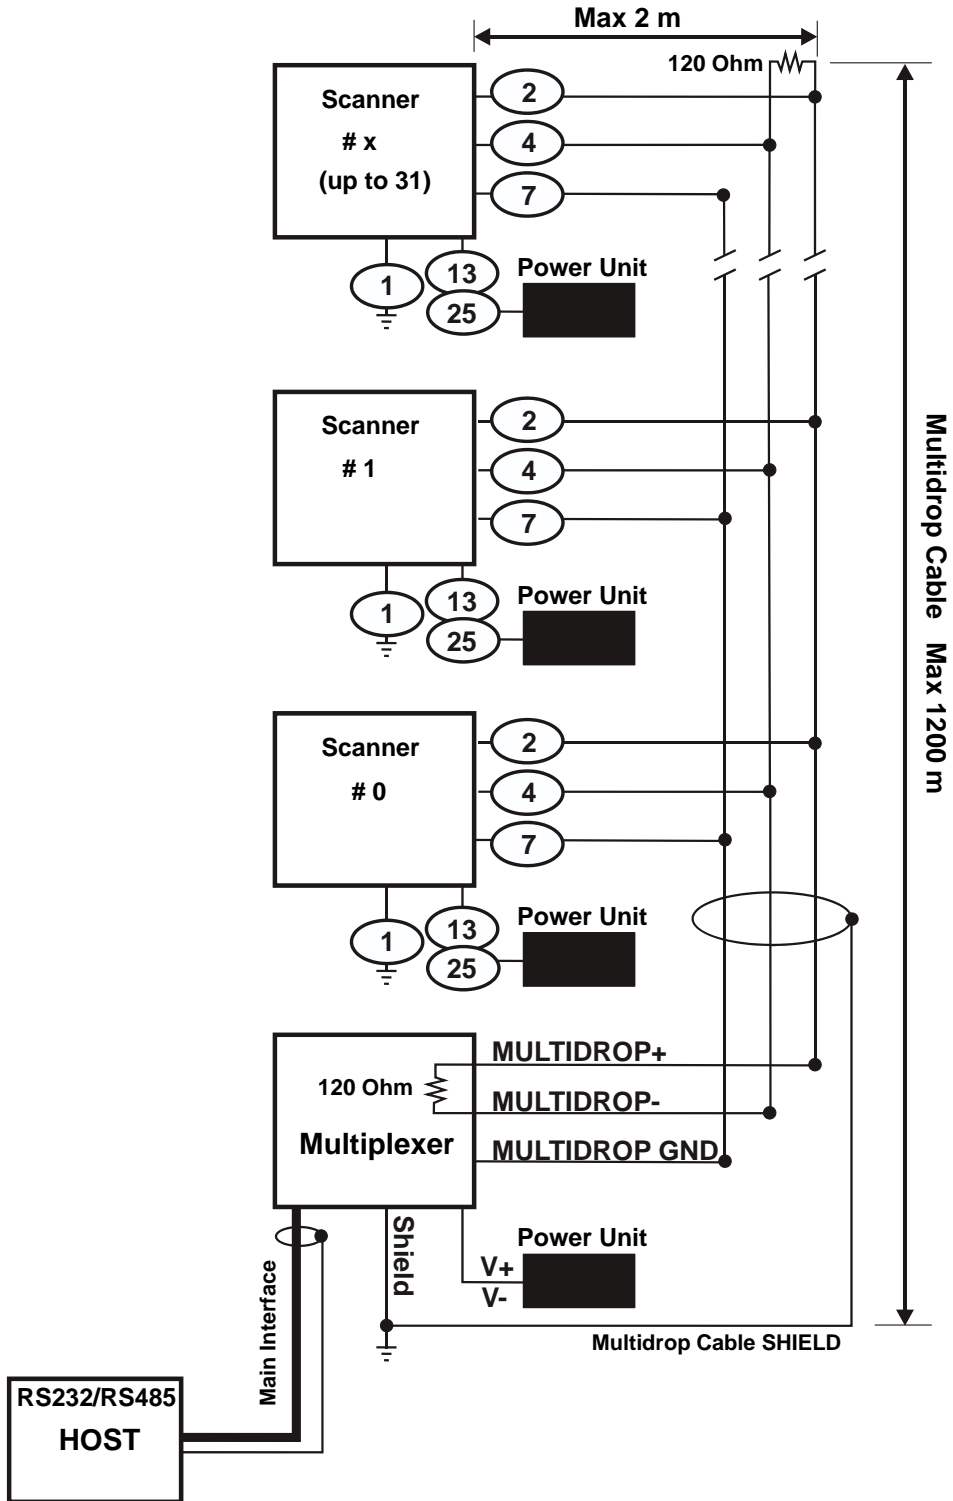 Max 2 m
120 Ohm
Scanner
# x
(up to 31)
2
4
7
1
13
25
Power Unit
Scanner
# 1
2
4
7
1
13
25
Power Unit
Multidrop Cable Max 1200 m
Scanner
# 0
2
4
7
1
13
25
Power Unit
MULTIDROP+
120 Ohm
MULTIDROP-
Multiplexer
MULTIDROP GND
Shield
Power Unit
V+
V-
Main Interface
Multidrop Cable SHIELD
RS232/RS485
HOST